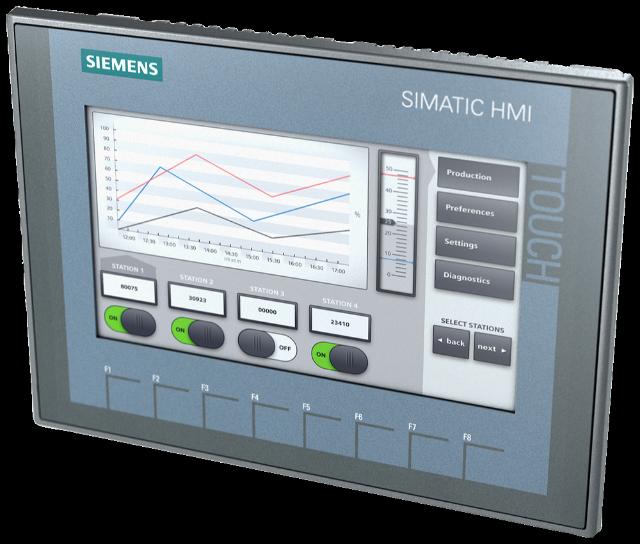 SIEMENS
SIMATIC HMI
TOUCH
100
90
80
70
60
50
40
30
20
10
%
12:00 12:30 13:00 13:30 14:00 14:30 15:00 15:30 16:00 16:30 17:00
50
30
25
20
10
0
Production
Preferences
Settings
Diagnostics
STATION 1
STATION 2
STATION 3
STATION 4
80075
30923
00000
23410
ON
ON
OFF
ON
SELECT STATIONS
◄ back
next ►
F1 F2 F3 F4 F5 F6 F7 F8